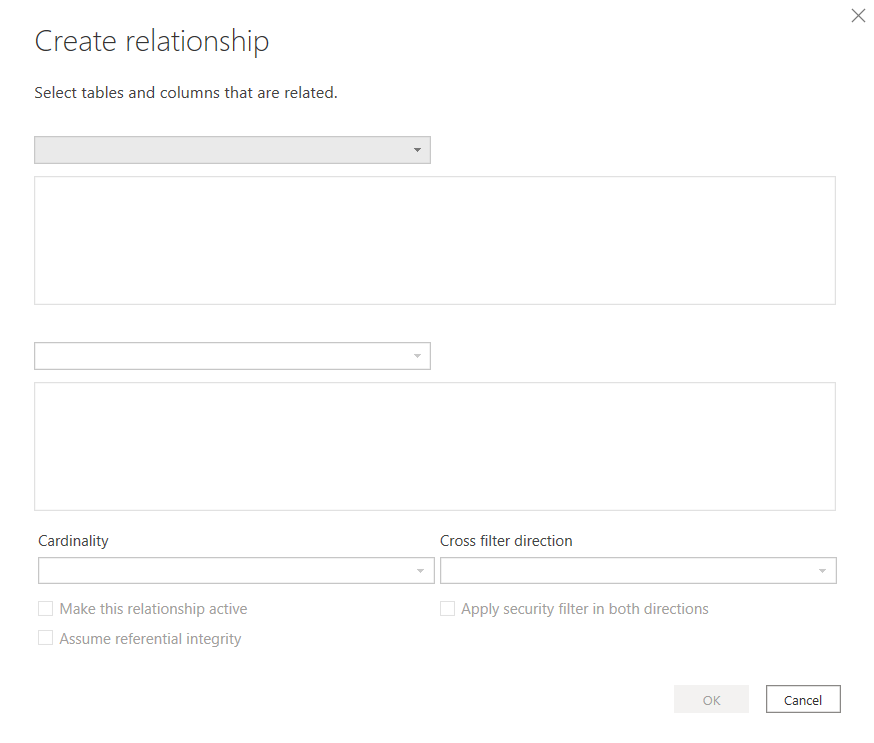 Create relationship
Select tables and columns that are related.
Cardinality
Cross filter direction
Make this relationship active
Apply security filter in both directions
Assume referential integrity
OK
Cancel